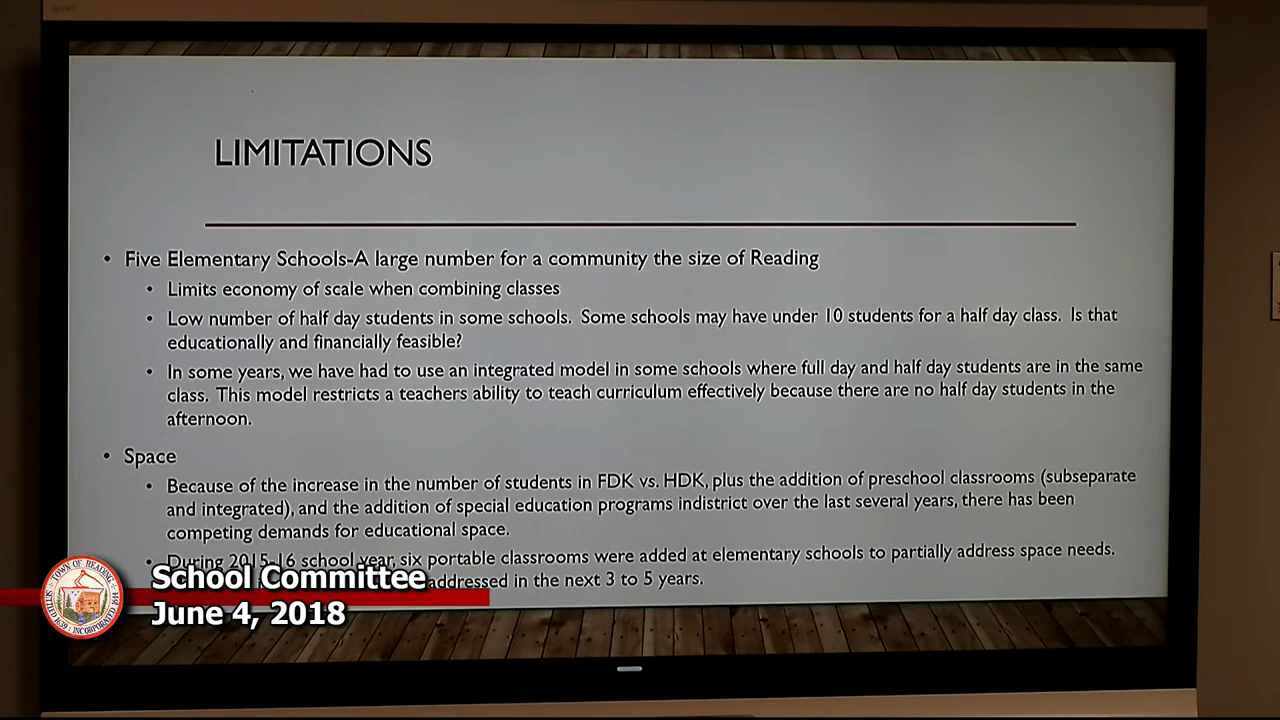 SMART
LIMITATIONS
• Five Elementary Schools-A large number for a community the size of Reading
• Limits economy of scale when combining classes
• Low number of half day students in some schools. Some schools may have under 10 students for a half day class. Is that
educationally and financially feasible?
• In some years, we have had to use an integrated model in some schools where full day and half day students are in the same
class. This model restricts a teachers ability to teach curriculum effectively because there are no half day students in the
afternoon.
• Space
• Because of the increase in the number of students in FDK vs. HDK, plus the addition of preschool classrooms (subseparate
and integrated), and the addition of special education programs indistrict over the last several years, there has been
competing demands for educational space.
• During 2015-16 school year, six portable classrooms were added at elementary schools to partially address space needs.
addressed in the next 3 to 5 years.
TOWN OF READING
School Committee
June 4, 2018